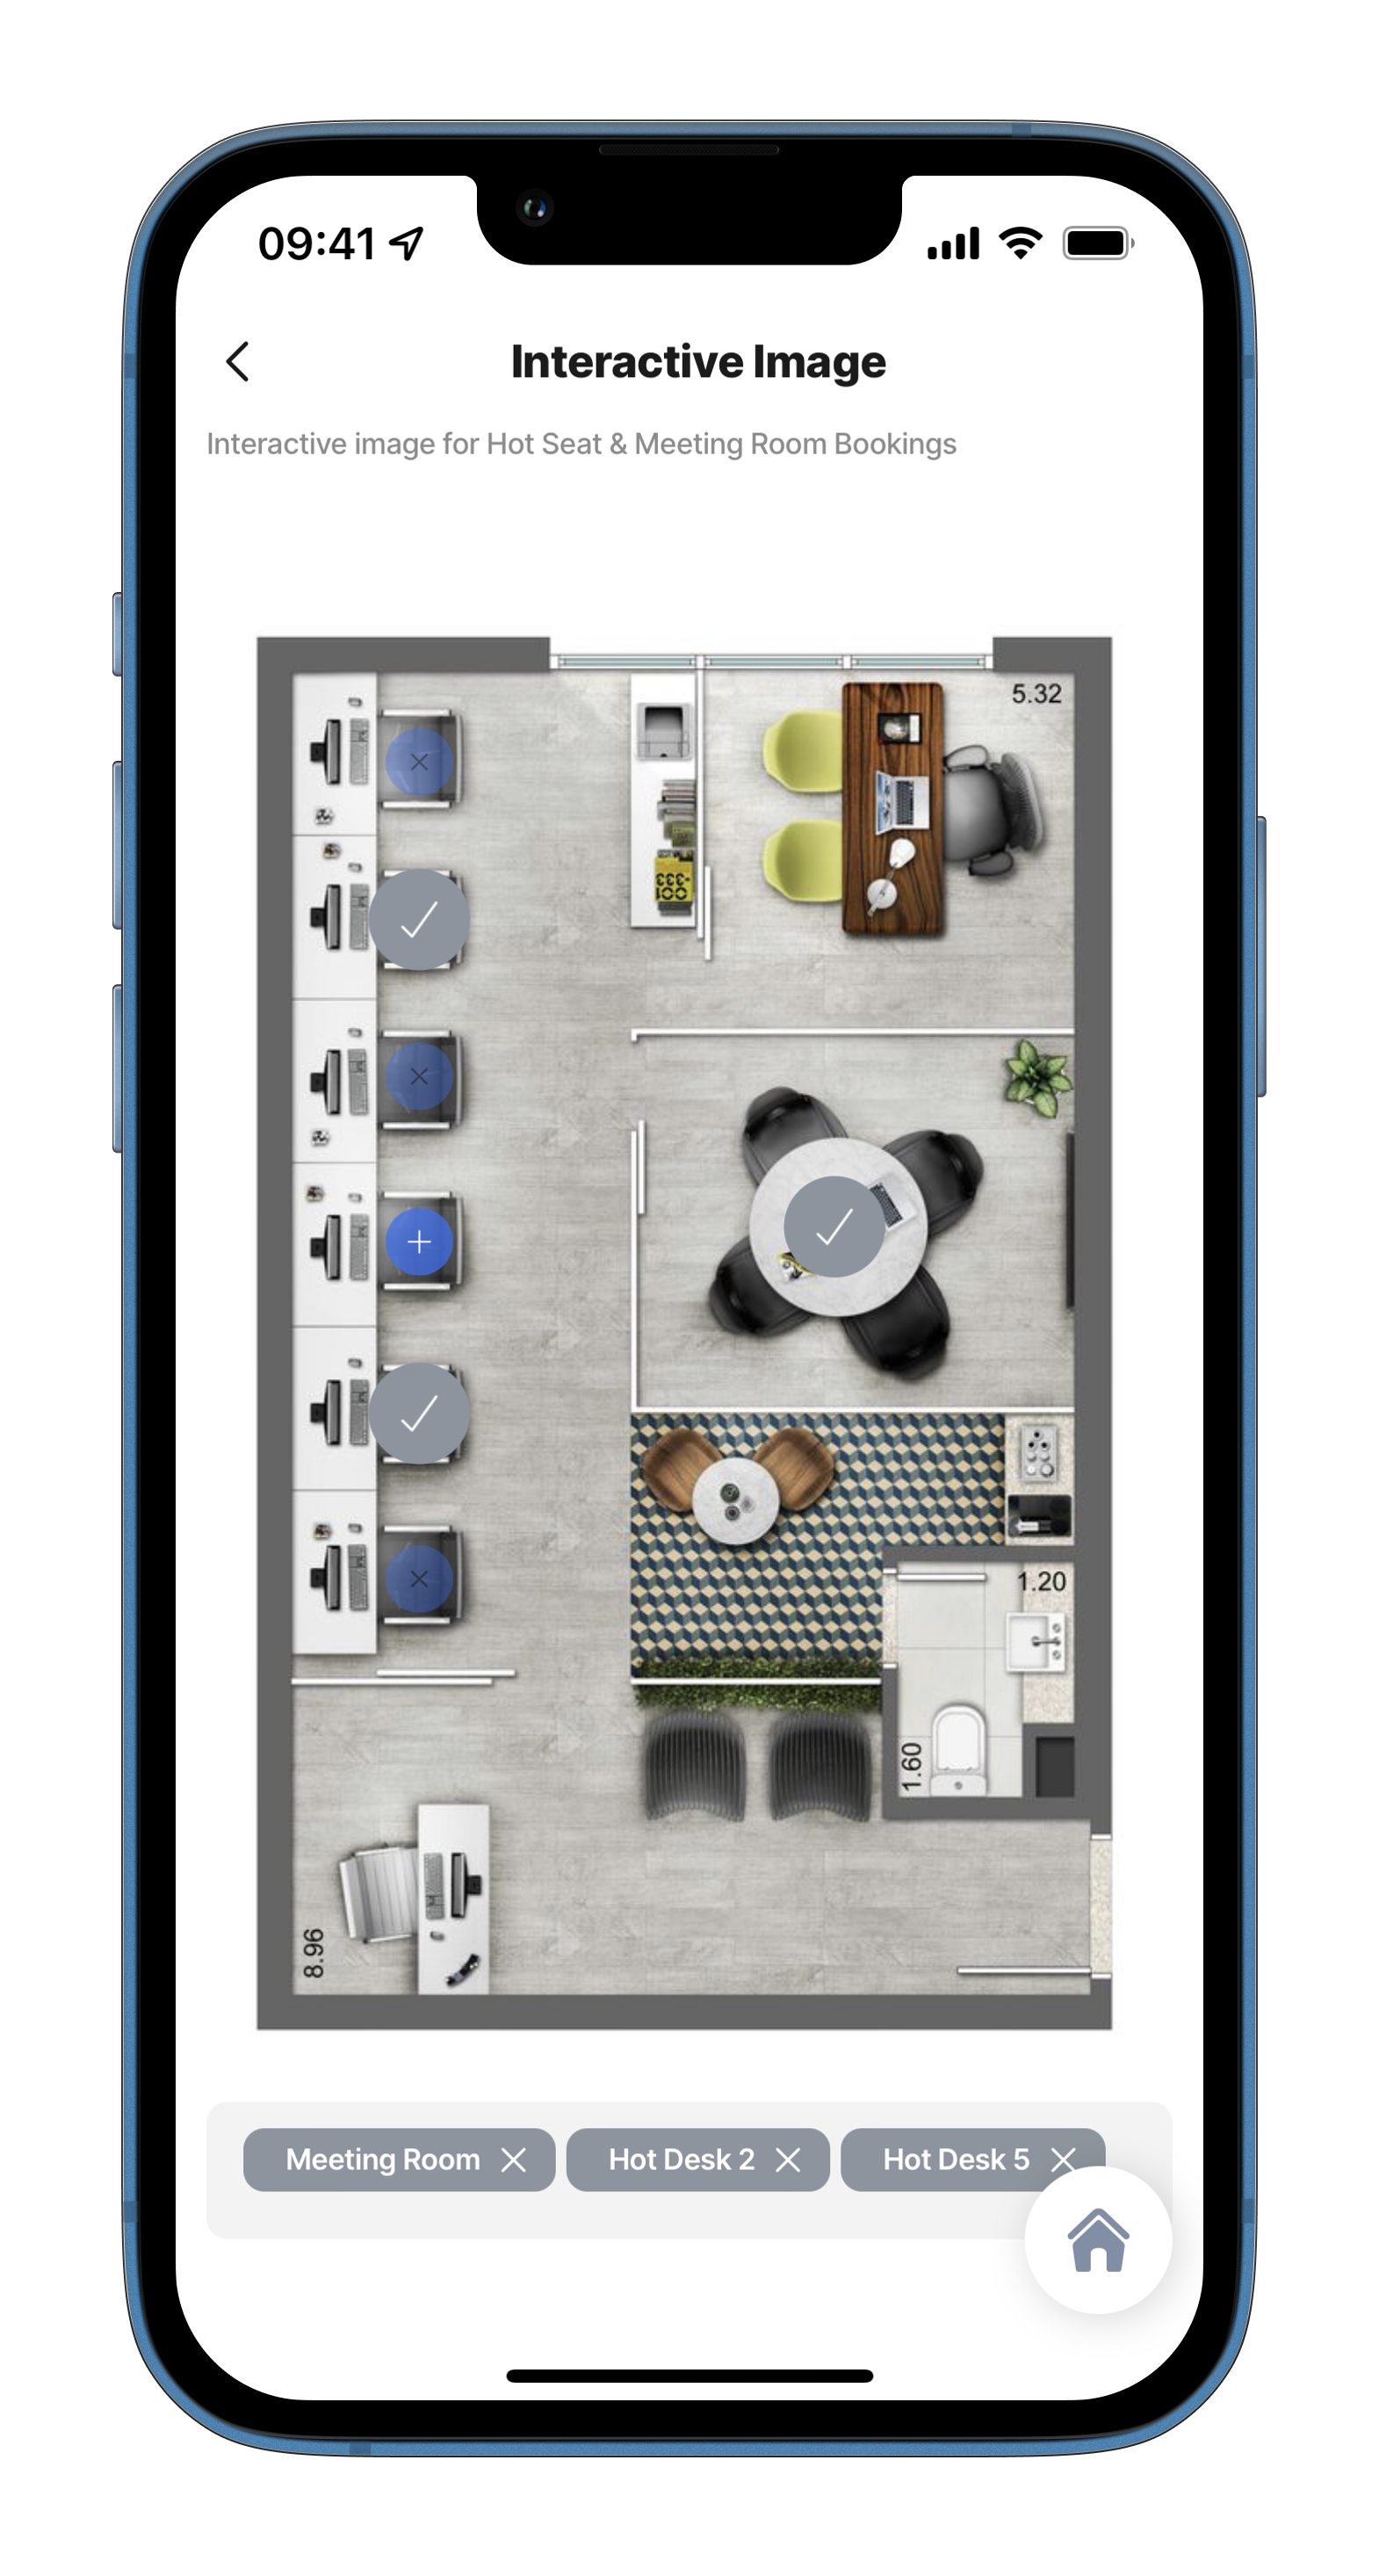 09:41
Interactive Image
Interactive image for Hot Seat & Meeting Room Bookings
5.32
1.20
1.60
8.96
Meeting Room
Hot Desk 2
Hot Desk 5